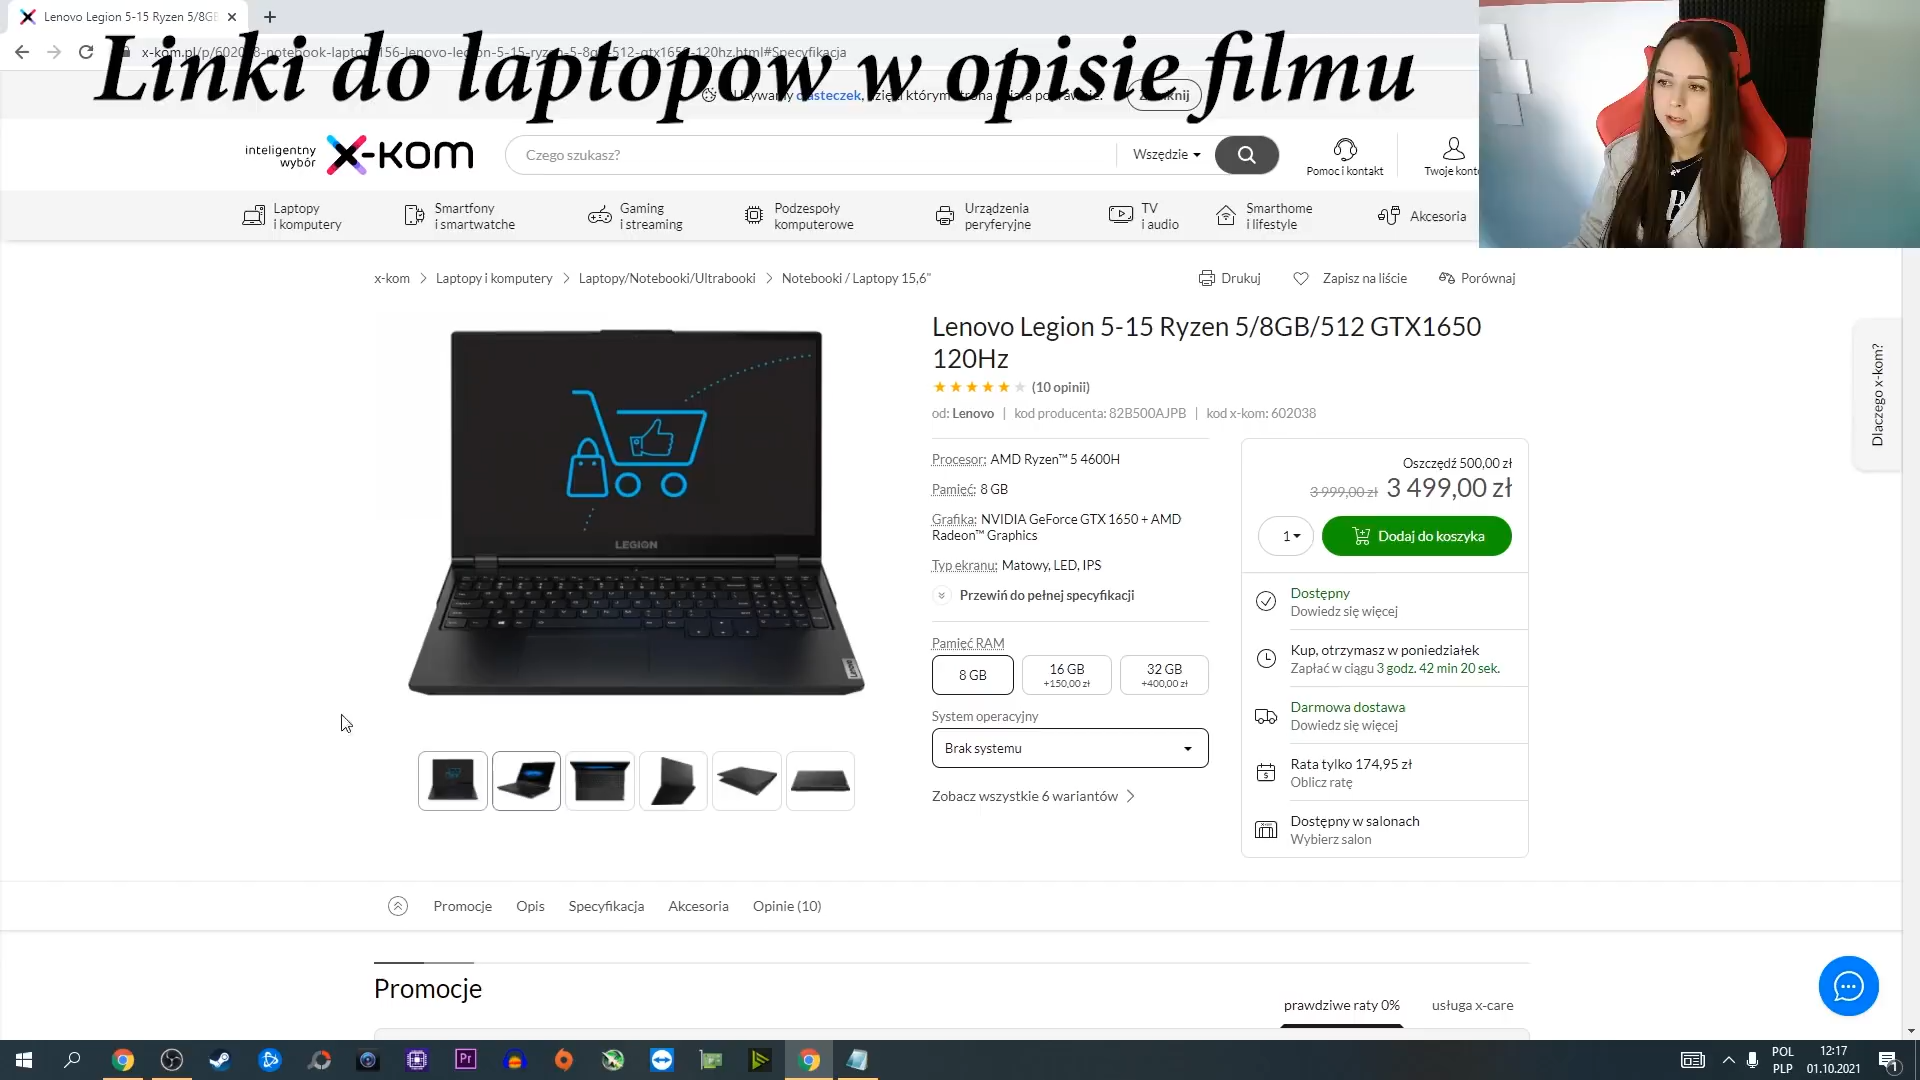 Lenovo Legion 5-15 Ryzen 5/8GE
Linki do laptopow w opisie filmu
inteligentny
wybór
x-kom
Czego szukasz?
Wszędzie
Pomoc i kontakt
Twoje konto
Laptopy
i komputery
Smartfony
i smartwatche
Gaming
i streaming
Podzespoły
komputerowe
Urządzenia
peryferyjne
TV
i audio
Smarthome
i lifestyle
Akcesoria
x-kom > Laptopy i komputery > Laptopy/Notebooki/Ultrabooki > Notebooki / Laptopy 15,6"
Drukuj
Zapisz na liście
Porównaj
Lenovo Legion 5-15 Ryzen 5/8GB/512 GTX1650
120Hz
(10 opinii)
od: Lenovo | kod producenta: 82B500AJPB | kod x-kom: 602038
Procesor: AMD Ryzen™ 5 4600H
Pamięć: 8 GB
Grafika: NVIDIA GeForce GTX 1650 + AMD
Radeon™ Graphics
Typ ekranu: Matowy, LED, IPS
Przewiń do pełnej specyfikacji
Pamięć RAM
8 GB
16 GB
+150,00 zł
32 GB
+400,00 zł
System operacyjny
Brak systemu
Zobacz wszystkie 6 wariantów
Oszczędź 500,00 zł
3 999,00 zł 3 499,00 zł
1
Dodaj do koszyka
Dostępny
Dowiedz się więcej
Kup, otrzymasz w poniedziałek
Zapłać w ciągu 3 godz. 42 min 20 sek.
Darmowa dostawa
Dowiedz się więcej
Rata tylko 174,95 zł
Oblicz ratę
Dostępny w salonach
Wybierz salon
Dlaczego x-kom?
LEGION
Lenovo
Promocje
Opis
Specyfikacja
Akcesoria
Opinie (10)
Promocje
prawdziwe raty 0%
usługa x-care
Pr
POL
PLP
12:17
01.10.2021
1